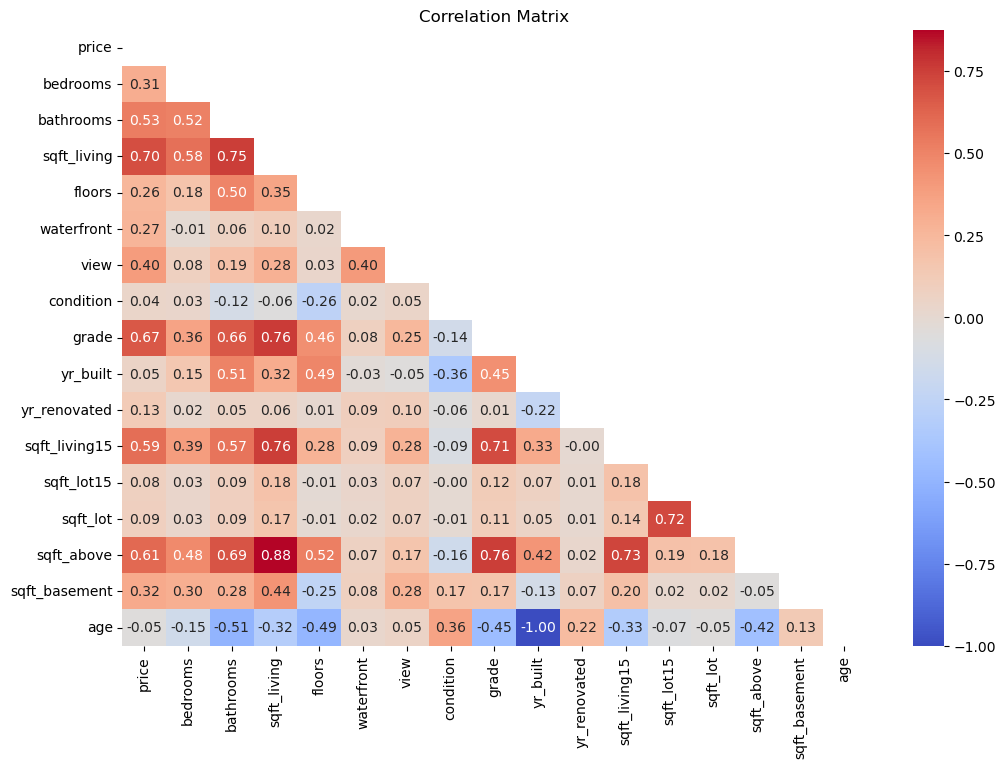 Correlation Matrix
price
bedrooms 0.31
bathrooms 0.53 0.52
sqft_living 0.70 0.58 0.75
floors 0.26 0.18 0.50 0.35
waterfront 0.27 -0.01 0.06 0.10 0.02
view 0.40 0.08 0.19 0.28 0.03 0.40
condition 0.04 0.03 -0.12 -0.06 -0.26 0.02 0.05
grade 0.67 0.36 0.66 0.76 0.46 0.08 0.25 -0.14
yr_built 0.05 0.15 0.51 0.32 0.49 -0.03 -0.05 -0.36 0.45
yr_renovated 0.13 0.02 0.05 0.06 0.01 0.09 0.10 -0.06 0.01 -0.22
sqft_living15 0.59 0.39 0.57 0.76 0.28 0.09 0.28 -0.09 0.71 0.33 -0.00
sqft_lot15 0.08 0.03 0.09 0.18 -0.01 0.03 0.07 -0.00 0.12 0.07 0.01 0.18
sqft_lot 0.09 0.03 0.09 0.17 -0.01 0.02 0.07 -0.01 0.11 0.05 0.01 0.14 0.72
sqft_above 0.61 0.48 0.69 0.88 0.52 0.07 0.17 -0.16 0.76 0.42 0.02 0.73 0.19 0.18
sqft_basement 0.32 0.30 0.28 0.44 -0.25 0.08 0.28 0.17 0.17 -0.13 0.07 0.20 0.02 0.02 -0.05
age -0.05 -0.15 -0.51 -0.32 -0.49 0.03 0.05 0.36 -0.45 -1.00 0.22 -0.33 -0.07 -0.05 -0.42 0.13
price bedrooms bathrooms sqft_living floors waterfront view condition grade yr_built yr_renovated sqft_living15 sqft_lot15 sqft_lot sqft_above sqft_basement age
0.75
0.50
0.25
0.00
−0.25
−0.50
−0.75
−1.00